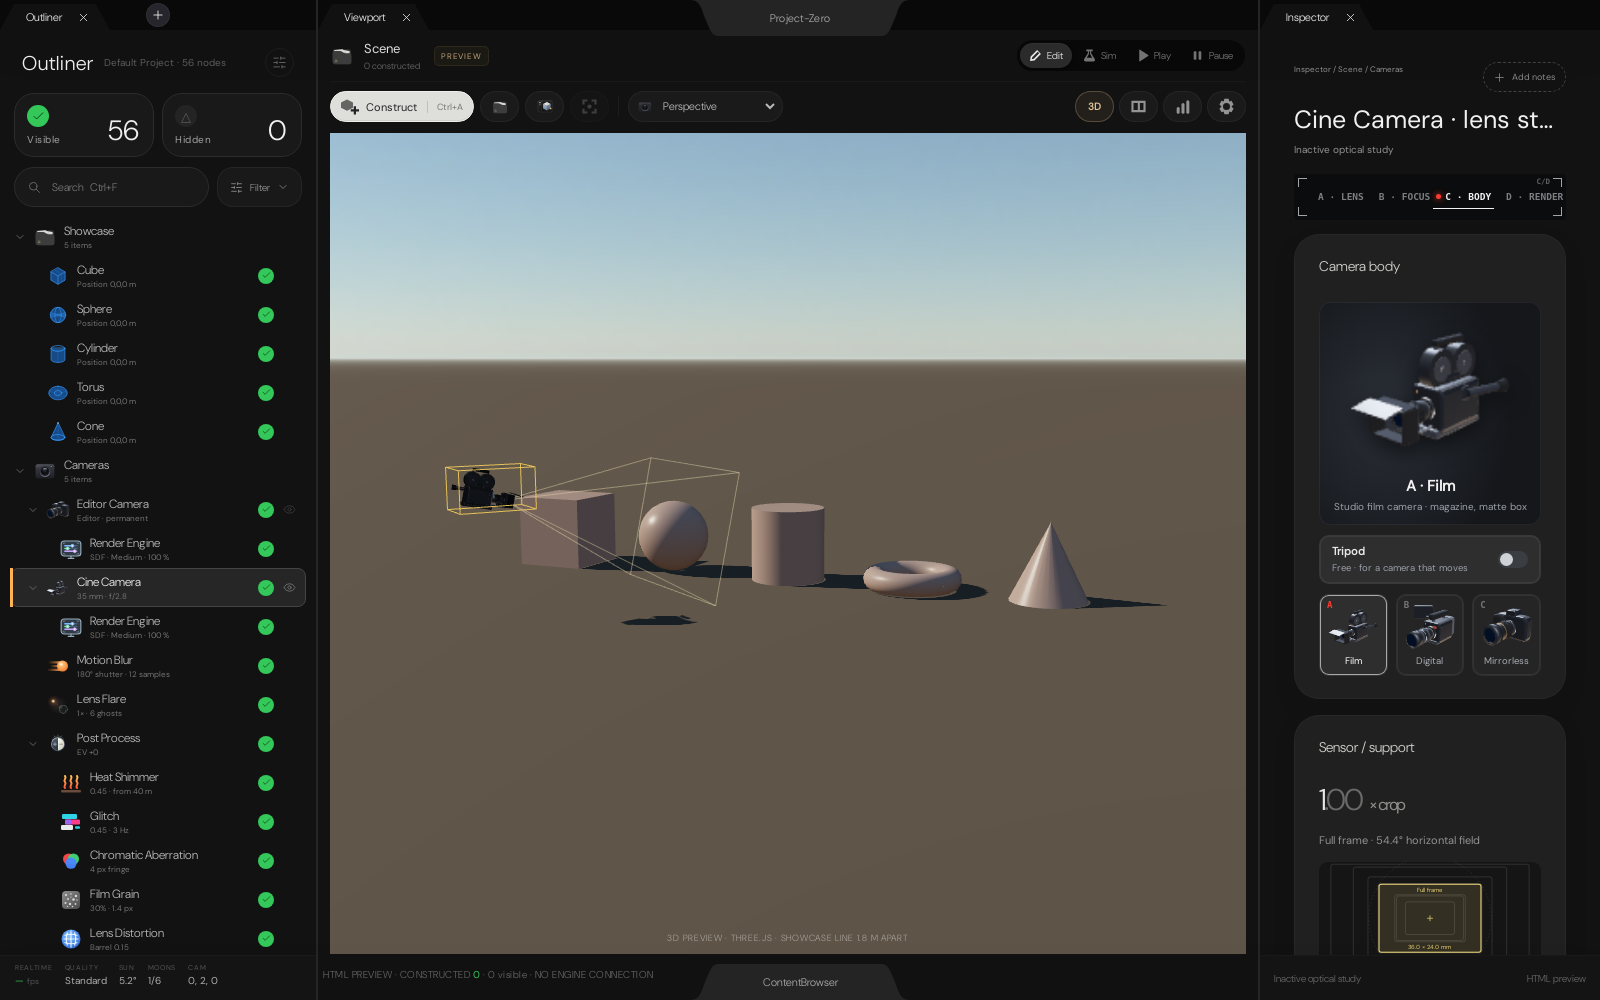 Outliner
Viewport
Project-Zero
Inspector
Outliner
Default Project · 56 nodes
Visible
56
Hidden
0
Search Ctrl+F
Filter
Showcase
5 items
Cube
Position 0,0,0 m
Sphere
Position 0,0,0 m
Cylinder
Position 0,0,0 m
Torus
Position 0,0,0 m
Cone
Position 0,0,0 m
Cameras
5 items
Editor Camera
Editor · permanent
Render Engine
SDF · Medium · 100 %
Cine Camera
35 mm · f/2.8
Render Engine
SDF · Medium · 100 %
Motion Blur
180° shutter · 12 samples
Lens Flare
1× · 6 ghosts
Post Process
EV +0
Heat Shimmer
0.45 · from 40 m
Glitch
0.45 · 3 Hz
Chromatic Aberration
4 px fringe
Film Grain
30% · 1.4 px
Lens Distortion
Barrel 0.15
REALTIME QUALITY SUN MOONS CAM
— fps Standard 5.2° 1/6 0, 2, 0
Scene
0 constructed
PREVIEW
Edit Sim Play Pause
Construct Ctrl+A
Perspective
3D
3D PREVIEW · THREE.JS · SHOWCASE LINE 1.8 M APART
HTML PREVIEW · CONSTRUCTED 0 · 0 visible · NO ENGINE CONNECTION
ContentBrowser
Inspector / Scene / Cameras
Add notes
Cine Camera · lens st…
Inactive optical study
C/D
A · LENS B · FOCUS C · BODY D · RENDER
Camera body
A · Film
Studio film camera · magazine, matte box
Tripod
Free · for a camera that moves
A
Film
B
Digital
C
Mirrorless
Sensor / support
1.00 × crop
Full frame · 54.4° horizontal field
Full frame
36.0 × 24.0 mm
Inactive optical study
HTML preview